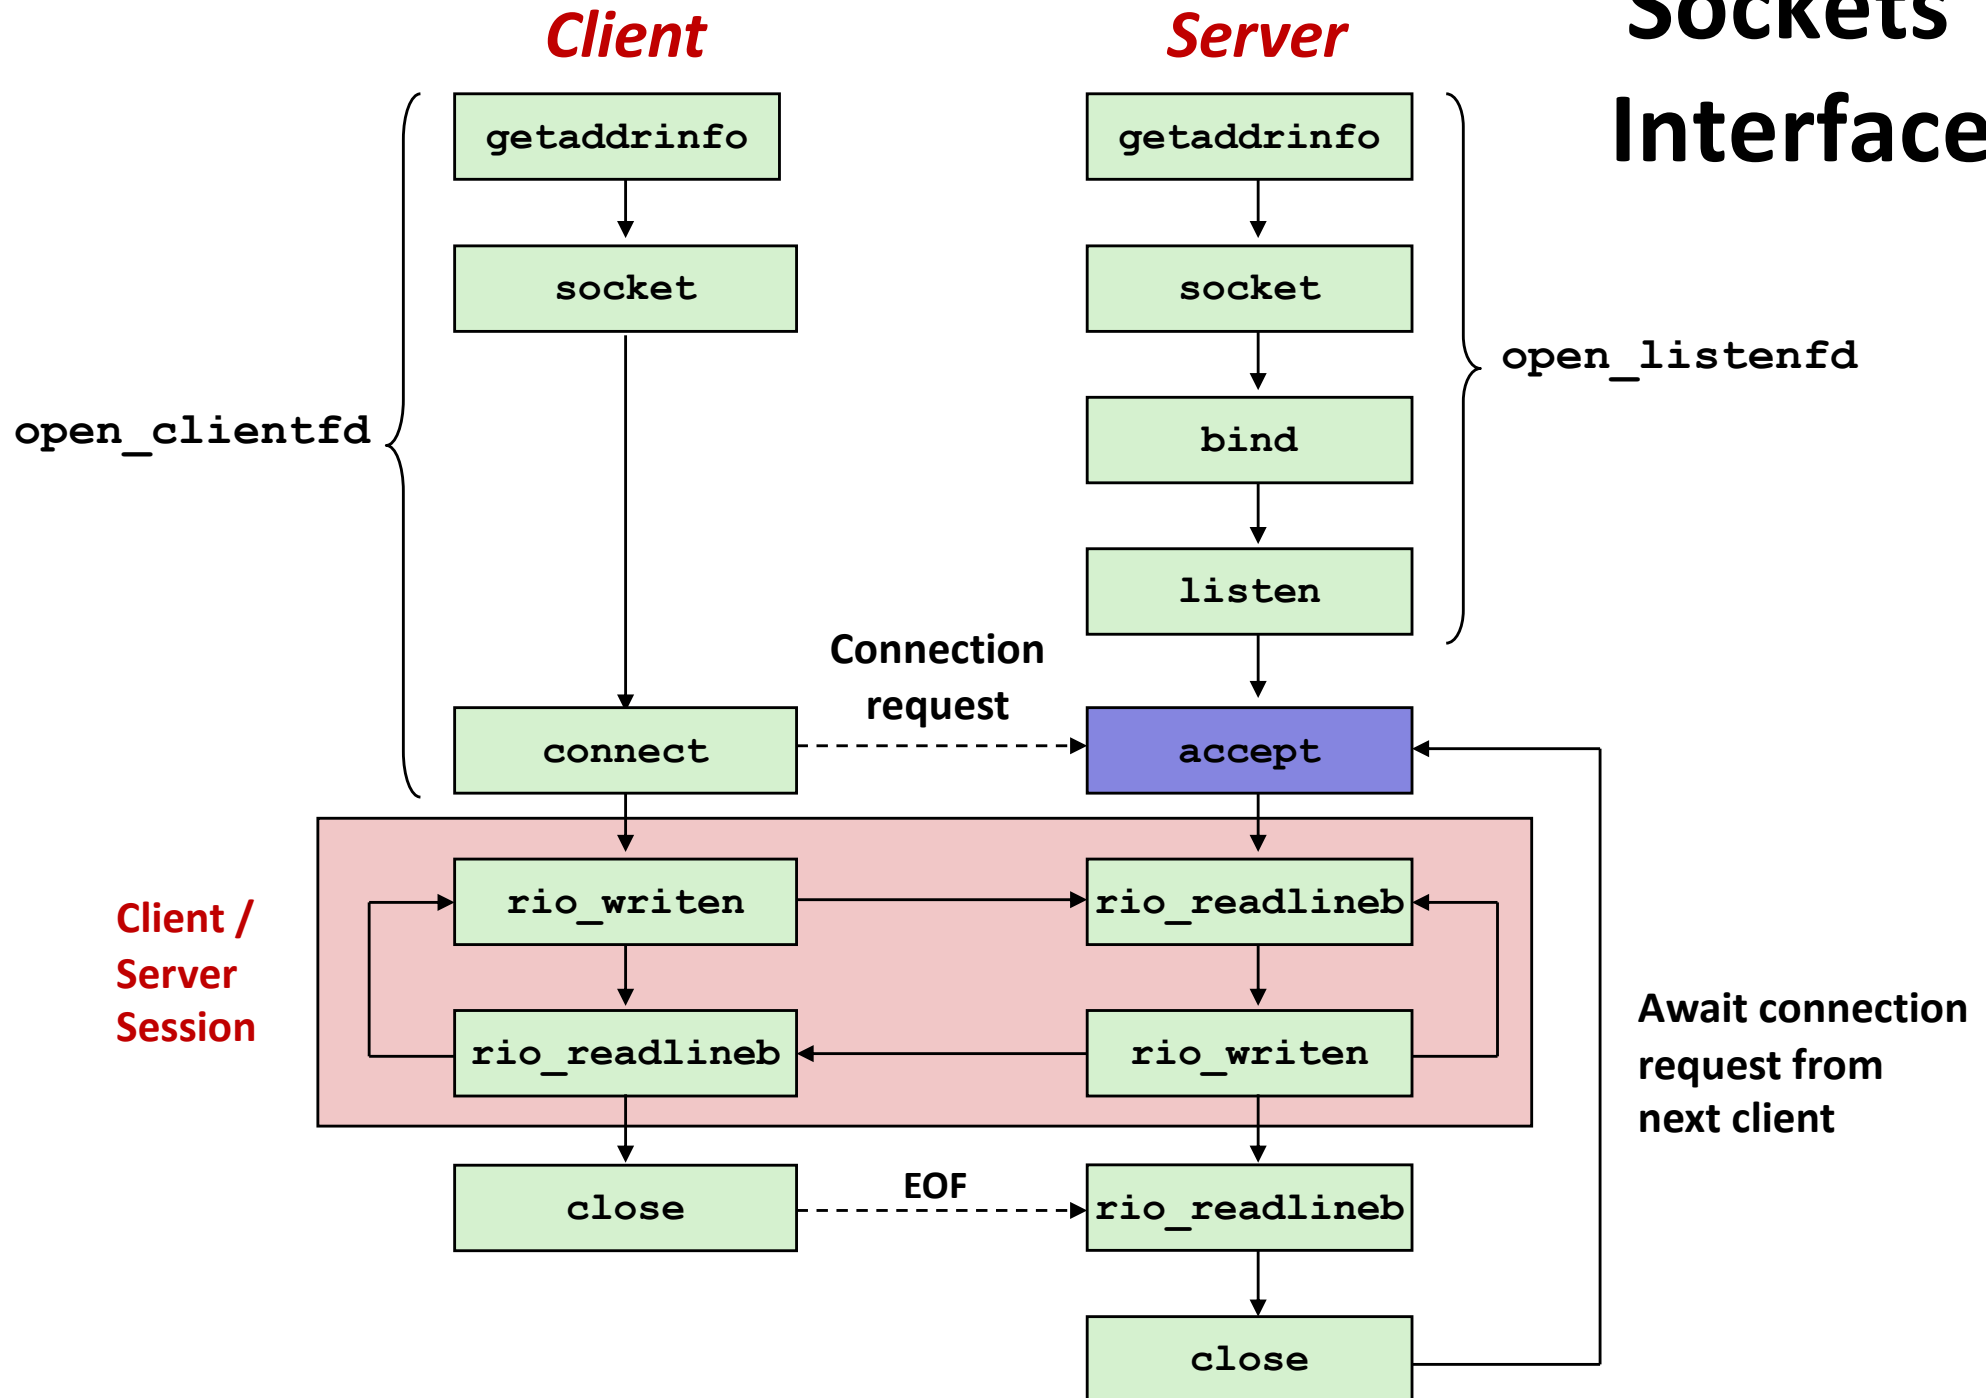 Client
Server
Sockets
Interface
getaddrinfo
getaddrinfo
socket
socket
open_listenfd
open_clientfd
bind
listen
Connection
request
connect
accept
Client /
Server
Session
rio_writen
rio_readlineb
rio_readlineb
rio_writen
Await connection
request from
next client
close
EOF
rio_readlineb
close